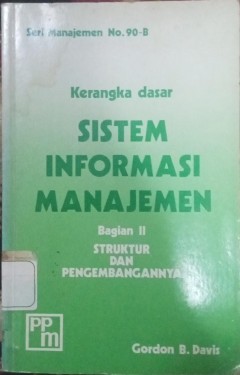 Seri Manajemen No. 90-B
Kerangka dasar
SISTEM
INFORMASI
MANAJEMEN
Bagian II
STRUKTUR
DAN
PENGEMBANGANNYA
PPm
Gordon B. Davis